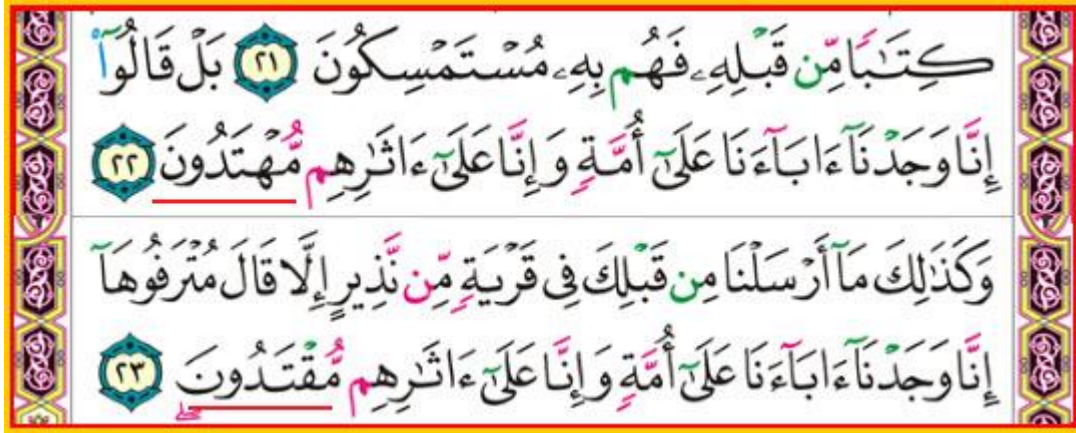 كِتَـٰبًا مِّن قَبْلِهِۦ فَهُم بِهِۦ مُسْتَمْسِكُونَ ٢١ بَلْ قَالُوٓا۟
إِنَّا وَجَدْنَآ ءَابَآءَنَا عَلَىٰٓ أُمَّةٍ وَإِنَّا عَلَىٰٓ ءَاثَـٰرِهِم مُّهْتَدُونَ ٢٢
وَكَذَٰلِكَ مَآ أَرْسَلْنَا مِن قَبْلِكَ فِى قَرْيَةٍ مِّن نَّذِيرٍ إِلَّا قَالَ مُتْرَفُوهَآ
إِنَّا وَجَدْنَآ ءَابَآءَنَا عَلَىٰٓ أُمَّةٍ وَإِنَّا عَلَىٰٓ ءَاثَـٰرِهِم مُّقْتَدُونَ ٢٣